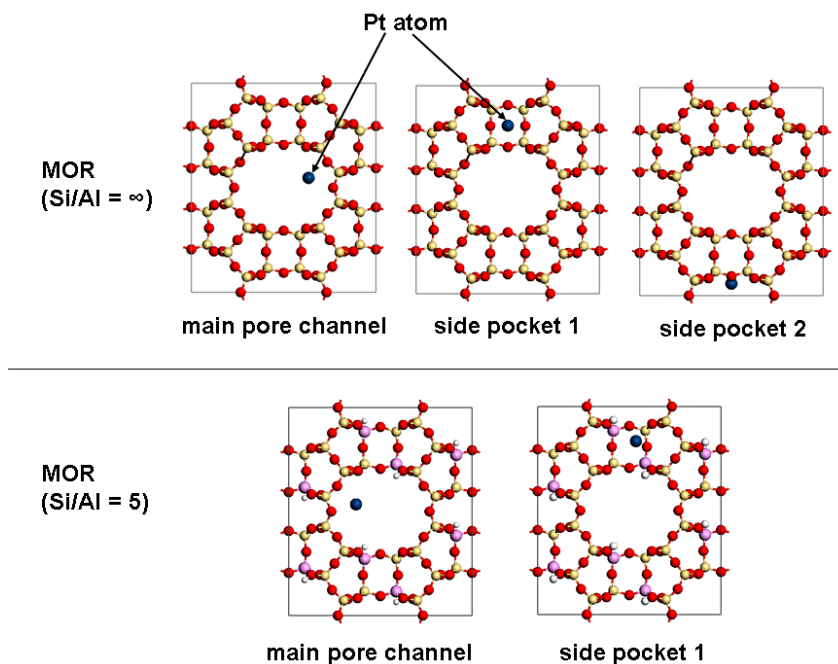 Pt atom
MOR
(Si/Al = ∞)
main pore channel
side pocket 1
side pocket 2
MOR
(Si/Al = 5)
main pore channel
side pocket 1